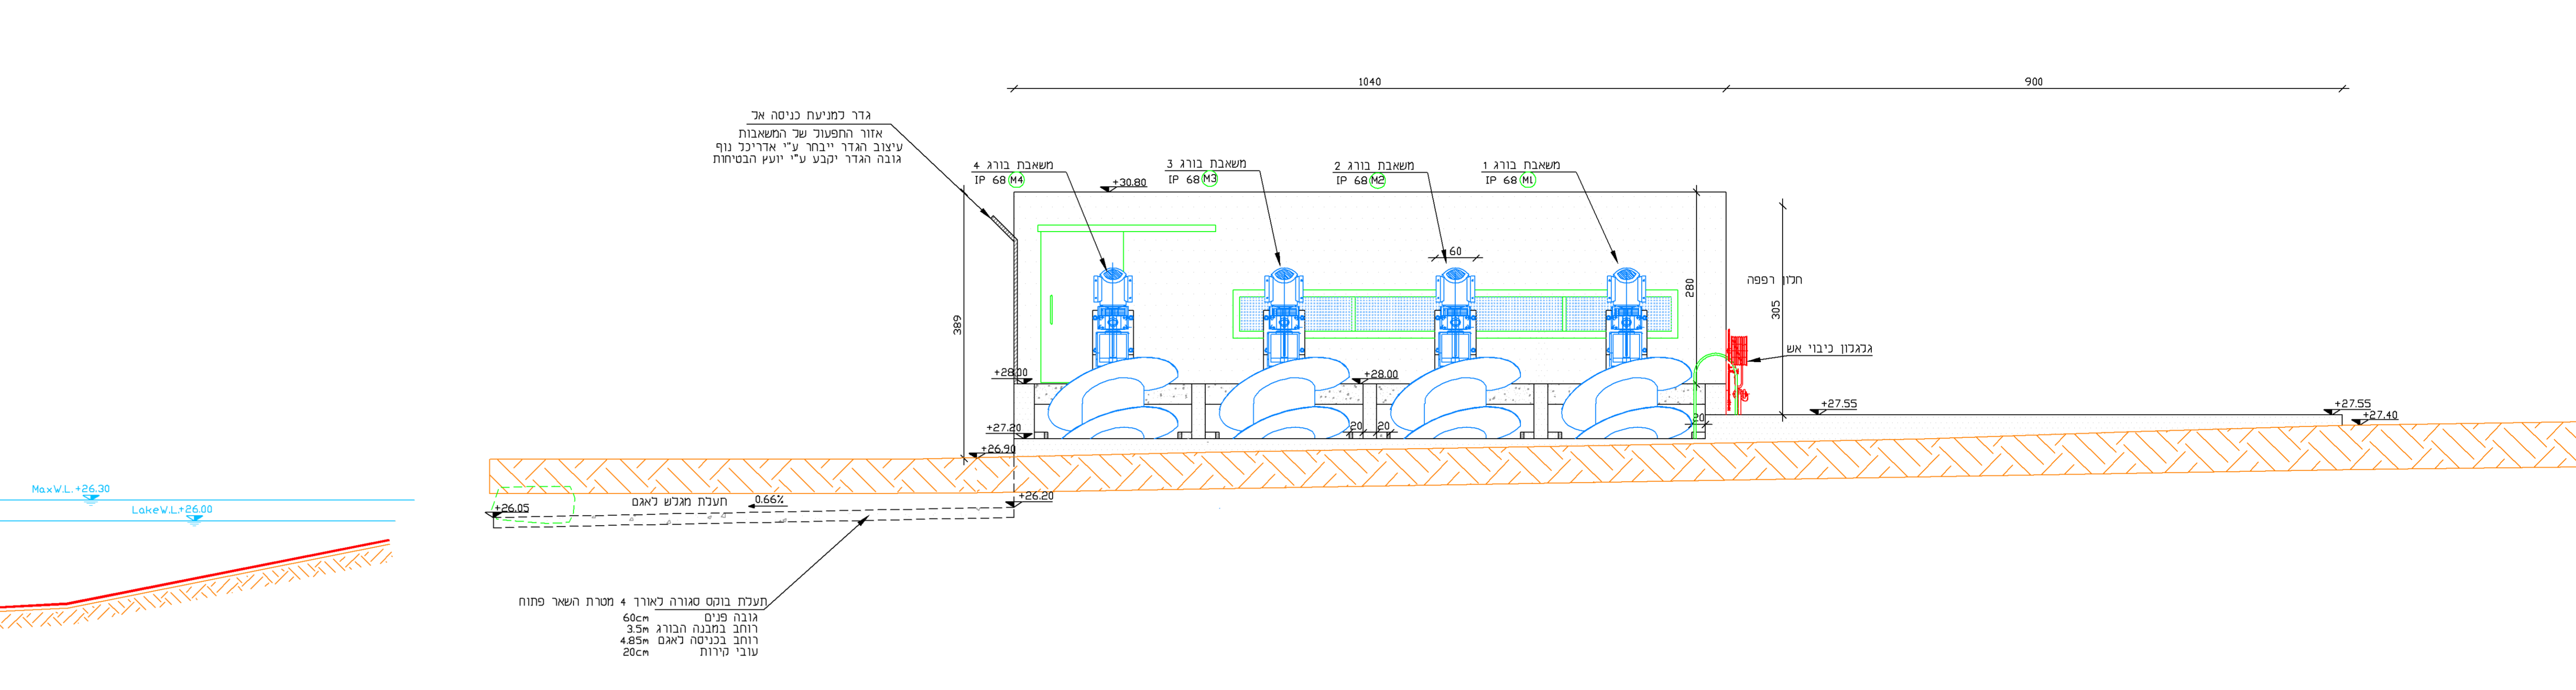 1040
900
גדר למניעת כניסה אל
אזור התפעול של המשאבות
עיצוב הגדר ייבחר ע"י אדריכל נוף
גובה הגדר יקבע ע"י יועץ הבטיחות
משאבת בורג 4
IP 68 M4
משאבת בורג 3
IP 68 M3
משאבת בורג 2
IP 68 M2
משאבת בורג 1
IP 68 M1
+30.80
60
280
389
305
חלון רפפה
גלגלון כיבוי אש
+28.00
+28.00
+27.20
+26.90
20
20
20
+27.55
+27.55
+27.40
MaxW.L.+26.30
LakeW.L.+26.00
+26.05
תעלת מגלש לאגם
0.66%
+26.20
תעלת בוקס סגורה לאורך 4 מטרת השאר פתוח
גובה פנים 60cm
רוחב במבנה הבורג 3.5m
רוחב בכניסה לאגם 4.85m
עובי קירות 20cm